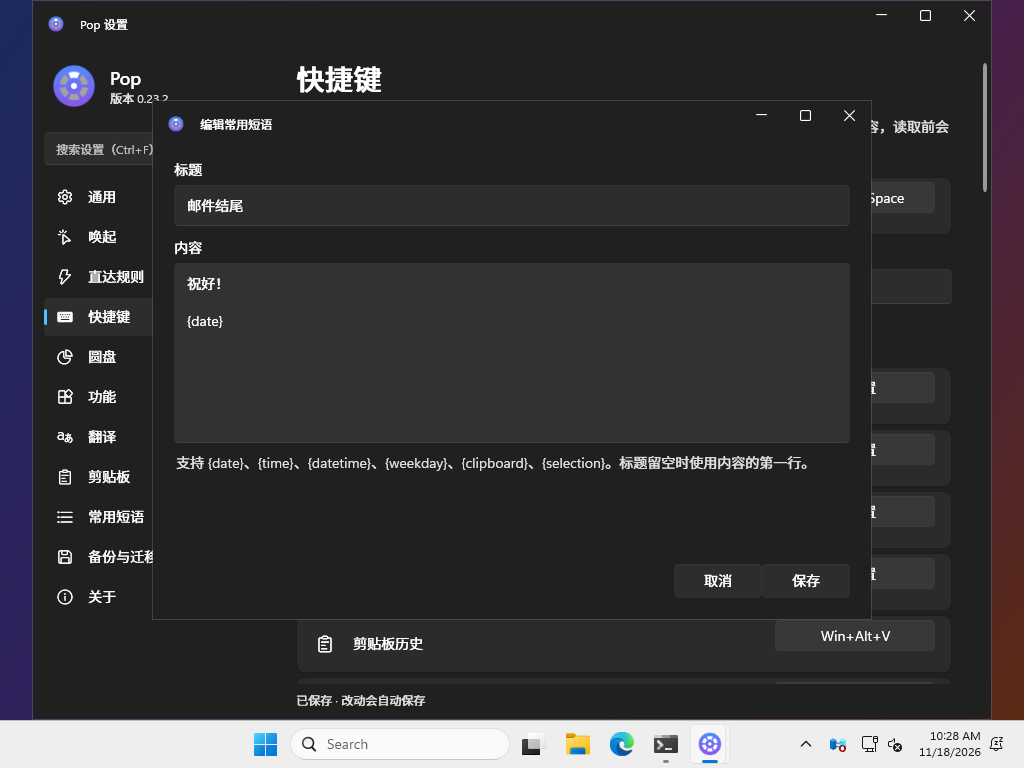 Pop 设置
Pop
版本 0.23.2
搜索设置（Ctrl+F）
通用
唤起
直达规则
快捷键
圆盘
功能
翻译
剪贴板
常用短语
备份与迁移
关于
快捷键
容，读取前会
Space
置
置
置
置
编辑常用短语
标题
邮件结尾
内容
祝好！
{date}
支持 {date}、{time}、{datetime}、{weekday}、{clipboard}、{selection}。标题留空时使用内容的第一行。
取消
保存
剪贴板历史
Win+Alt+V
已保存 · 改动会自动保存
Search
10:28 AM
11/18/2026